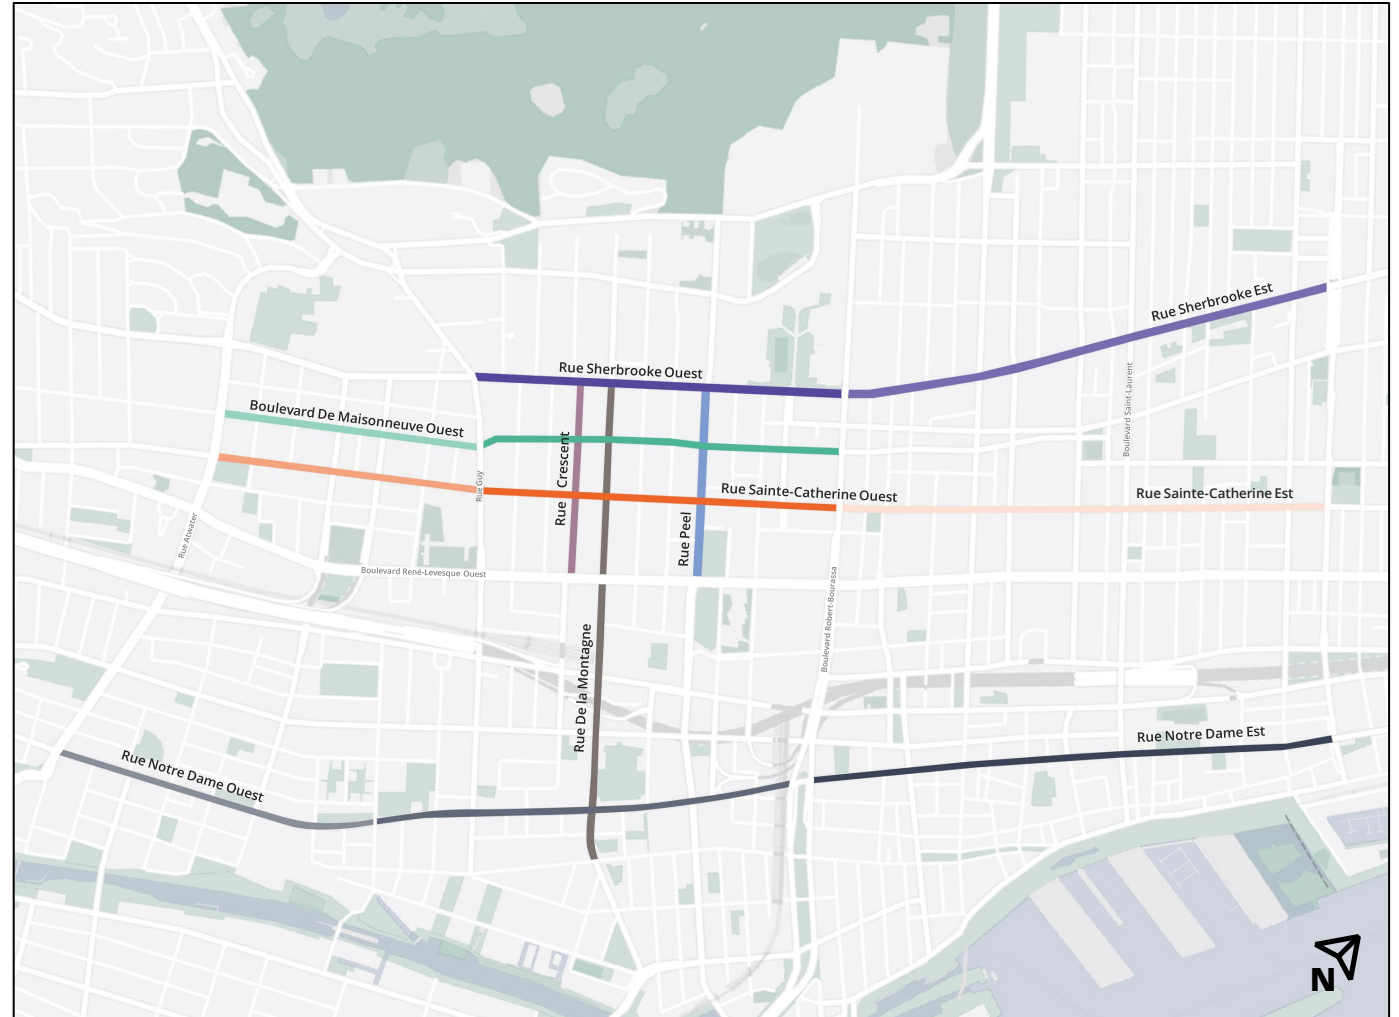 Rue Sherbrooke Est
Rue Sherbrooke Ouest
Boulevard De Maisonneuve Ouest
Boulevard Saint-Laurent
Rue Crescent
Rue Guy
Rue Sainte-Catherine Ouest
Rue Sainte-Catherine Est
Rue Atwater
Rue Peel
Boulevard René-Levesque Ouest
Boulevard Robert-Bourassa
Rue De la Montagne
Rue Notre Dame Est
Rue Notre Dame Ouest
N